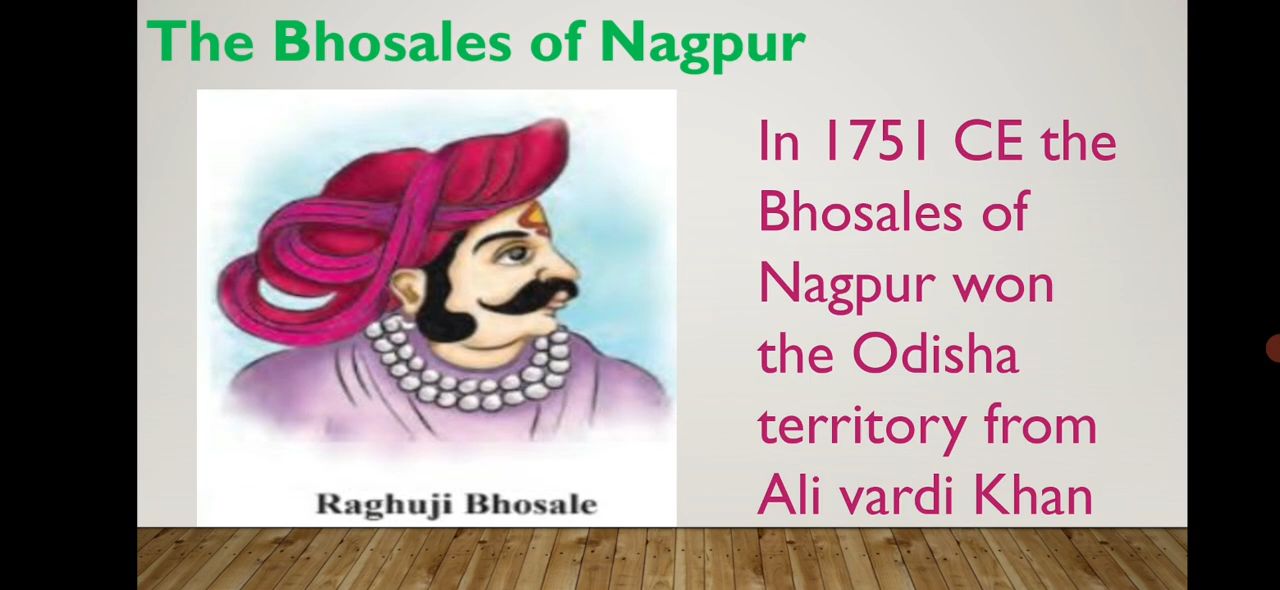 The Bhosales of Nagpur
In 1751 CE the
Bhosales of
Nagpur won
the Odisha
territory from
Ali vardi Khan
Raghuji Bhosale